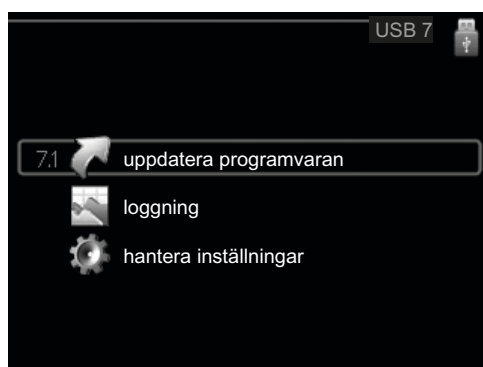 USB 7
7.1 uppdatera programvaran
loggning
hantera inställningar